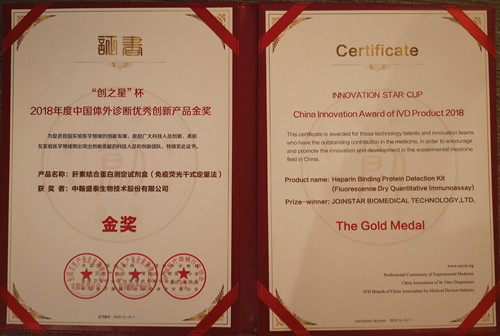 證書
“创之星”杯
2018年度中国体外诊断优秀创新产品金奖
产品名称：肝素结合蛋白测定试剂盒（免疫荧光干式定量法）
获 奖 者：中翰盛泰生物技术股份有限公司
金奖
Certificate
INNOVATION STAR CUP
China Innovation Award of IVD Product 2018
This certificate is awarded for those technology talents and innovation teams
who have the outstanding contribution in the medicine, in order to encourage
and promote the innovation and development in the experimental medicine
field in China.
Product name: Heparin Binding Protein Detection Kit
(Fluorescence Dry Quantitative Immunoassay)
Prize-winner: JOINSTAR BIOMEDICAL TECHNOLOGY,LTD.
The Gold Medal
Professional Community of Experimental Medicine
China Association of In Vitro Diagnostics
IVD Branch of China Association for Medical Devices Industry